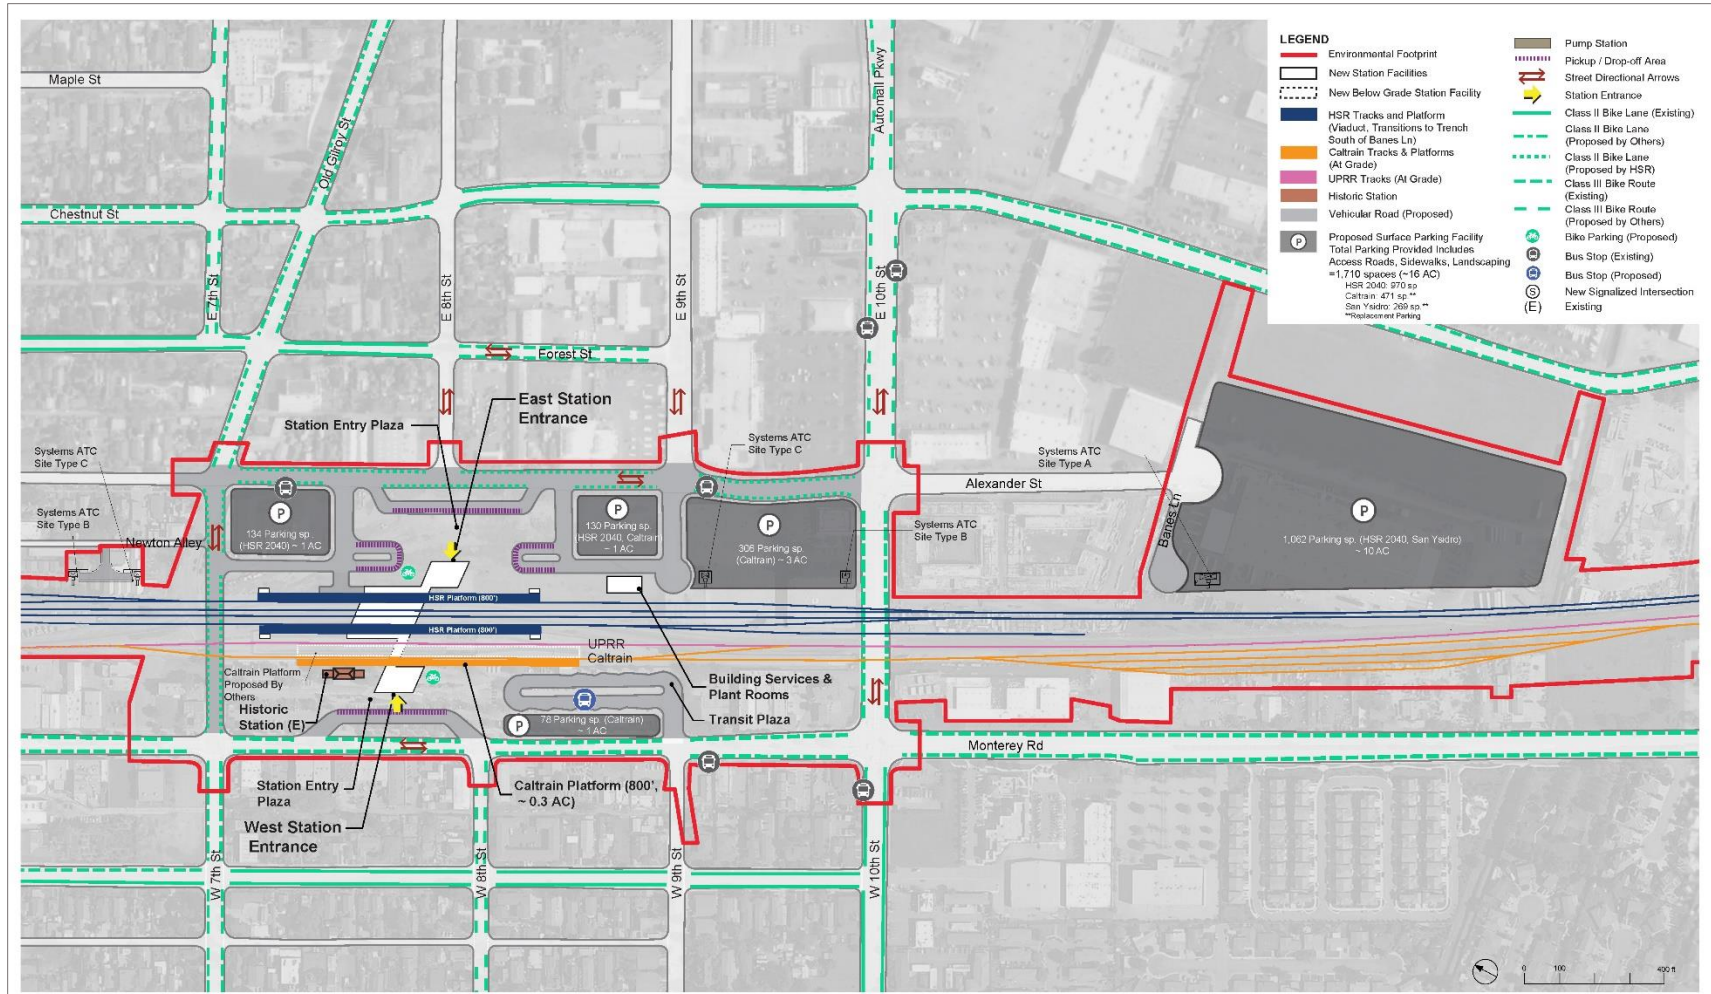 LEGEND
Environmental Footprint
New Station Facilities
New Below Grade Station Facility
HSR Tracks and Platform
(Viaduct, Transitions to Trench
South of Banes Ln)
Caltrain Tracks & Platforms
(At Grade)
UPRR Tracks (At Grade)
Historic Station
Vehicular Road (Proposed)
P
Proposed Surface Parking Facility
Total Parking Provided Includes
Access Roads, Sidewalks, Landscaping
=1,710 spaces (~16 AC)
HSR 2040: 970 sp
Caltrain: 471 sp.**
San Ysidro: 269 sp.**
**Replacement Parking
Pump Station
Pickup / Drop-off Area
Street Directional Arrows
Station Entrance
Class II Bike Lane (Existing)
Class II Bike Lane
(Proposed by Others)
Class II Bike Lane
(Proposed by HSR)
Class III Bike Route
(Existing)
Class III Bike Route
(Proposed by Others)
Bike Parking (Proposed)
Bus Stop (Existing)
Bus Stop (Proposed)
S
New Signalized Intersection
(E)
Existing
Maple St
Old Gilroy St
Automall Pkwy
Chestnut St
E 7th St
E 8th St
E 9th St
E 10th St
Forest St
East Station
Entrance
Station Entry Plaza
Systems ATC
Site Type C
Systems ATC
Site Type C
Systems ATC
Site Type A
Alexander St
Systems ATC
Site Type B
Systems ATC
Site Type B
Newton Alley
Banes Ln
P
134 Parking sp.
(HSR 2040) ~ 1 AC
P
130 Parking sp.
(HSR 2040, Caltrain)
~ 1 AC
P
306 Parking sp.
(Caltrain) ~ 3 AC
P
1,062 Parking sp. (HSR 2040, San Ysidro)
~ 10 AC
HSR Platform (800')
HSR Platform (800')
UPRR
Caltrain
Caltrain Platform
Proposed By
Others
Historic
Station (E)
Building Services &
Plant Rooms
Transit Plaza
P
78 Parking sp. (Caltrain)
~ 1 AC
Monterey Rd
Station Entry
Plaza
Caltrain Platform (800',
~ 0.3 AC)
West Station
Entrance
W 7th St
W 8th St
W 9th St
W 10th St
0 100 400 ft